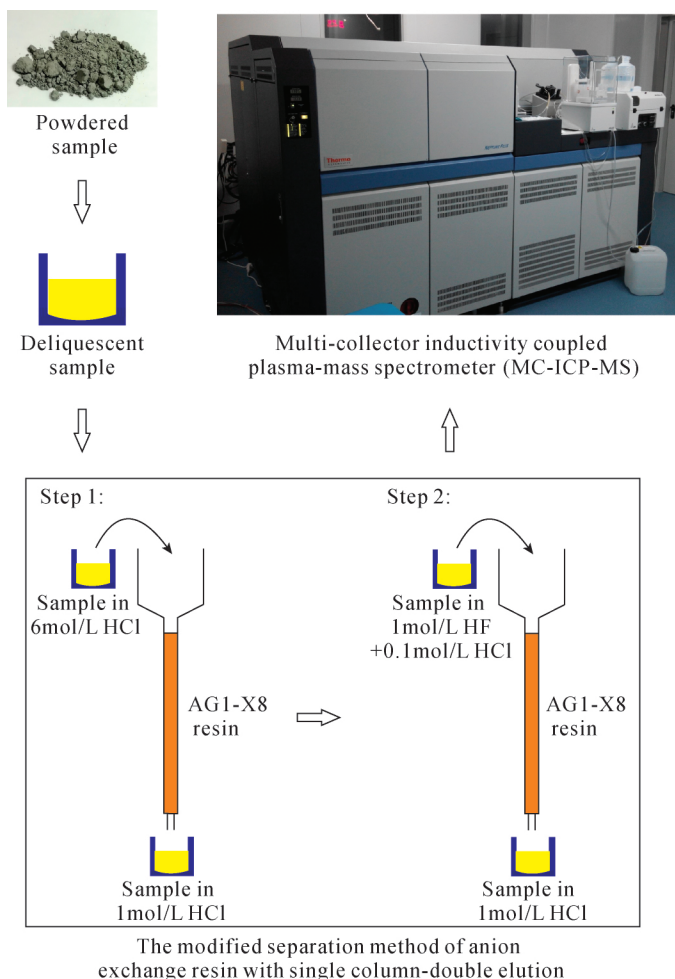 Powdered
sample
Deliquescent
sample
Thermo
Multi-collector inductivity coupled
plasma-mass spectrometer (MC-ICP-MS)
Step 1:
Sample in
6mol/L HCl
AG1-X8
resin
Sample in
1mol/L HCl
Step 2:
Sample in
1mol/L HF
+0.1mol/L HCl
AG1-X8
resin
Sample in
1mol/L HCl
The modified separation method of anion
exchange resin with single column-double elution